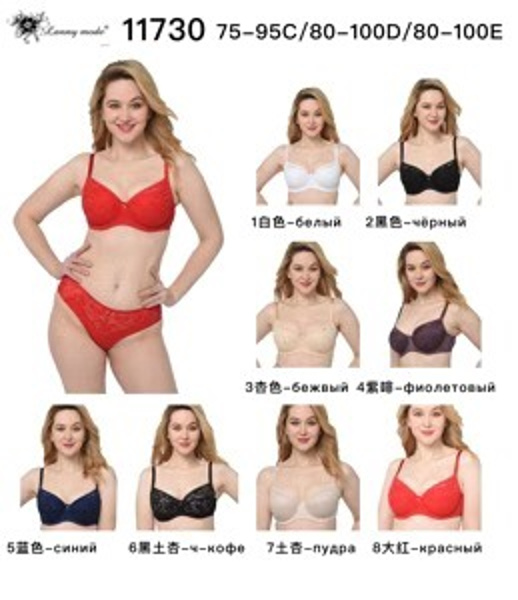 Lanny mode
11730 75-95C/80-100D/80-100E
1白色-белый 2黑色-чёрный
3杏色-бежвый 4紫暗-фиолетовый
5蓝色-синий 6黑土杏-ч-кофе 7土杏-пудра 8大红-красный